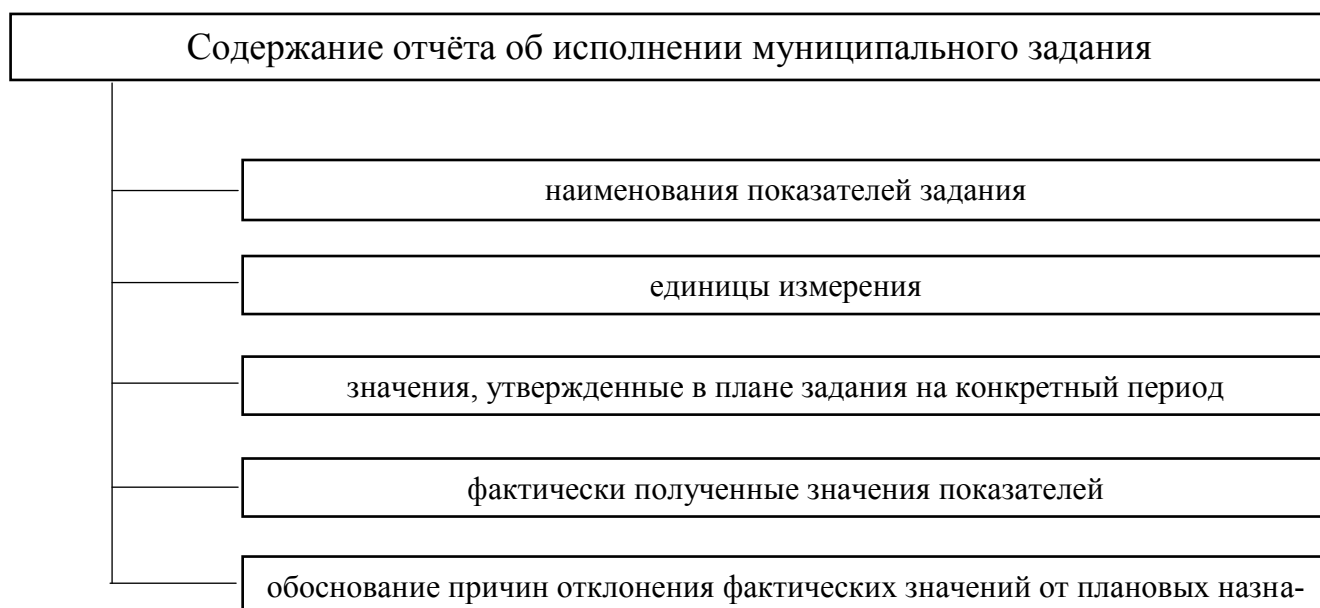 Содержание отчёта об исполнении муниципального задания
наименования показателей задания
единицы измерения
значения, утвержденные в плане задания на конкретный период
фактически полученные значения показателей
обоснование причин отклонения фактических значений от плановых назна-